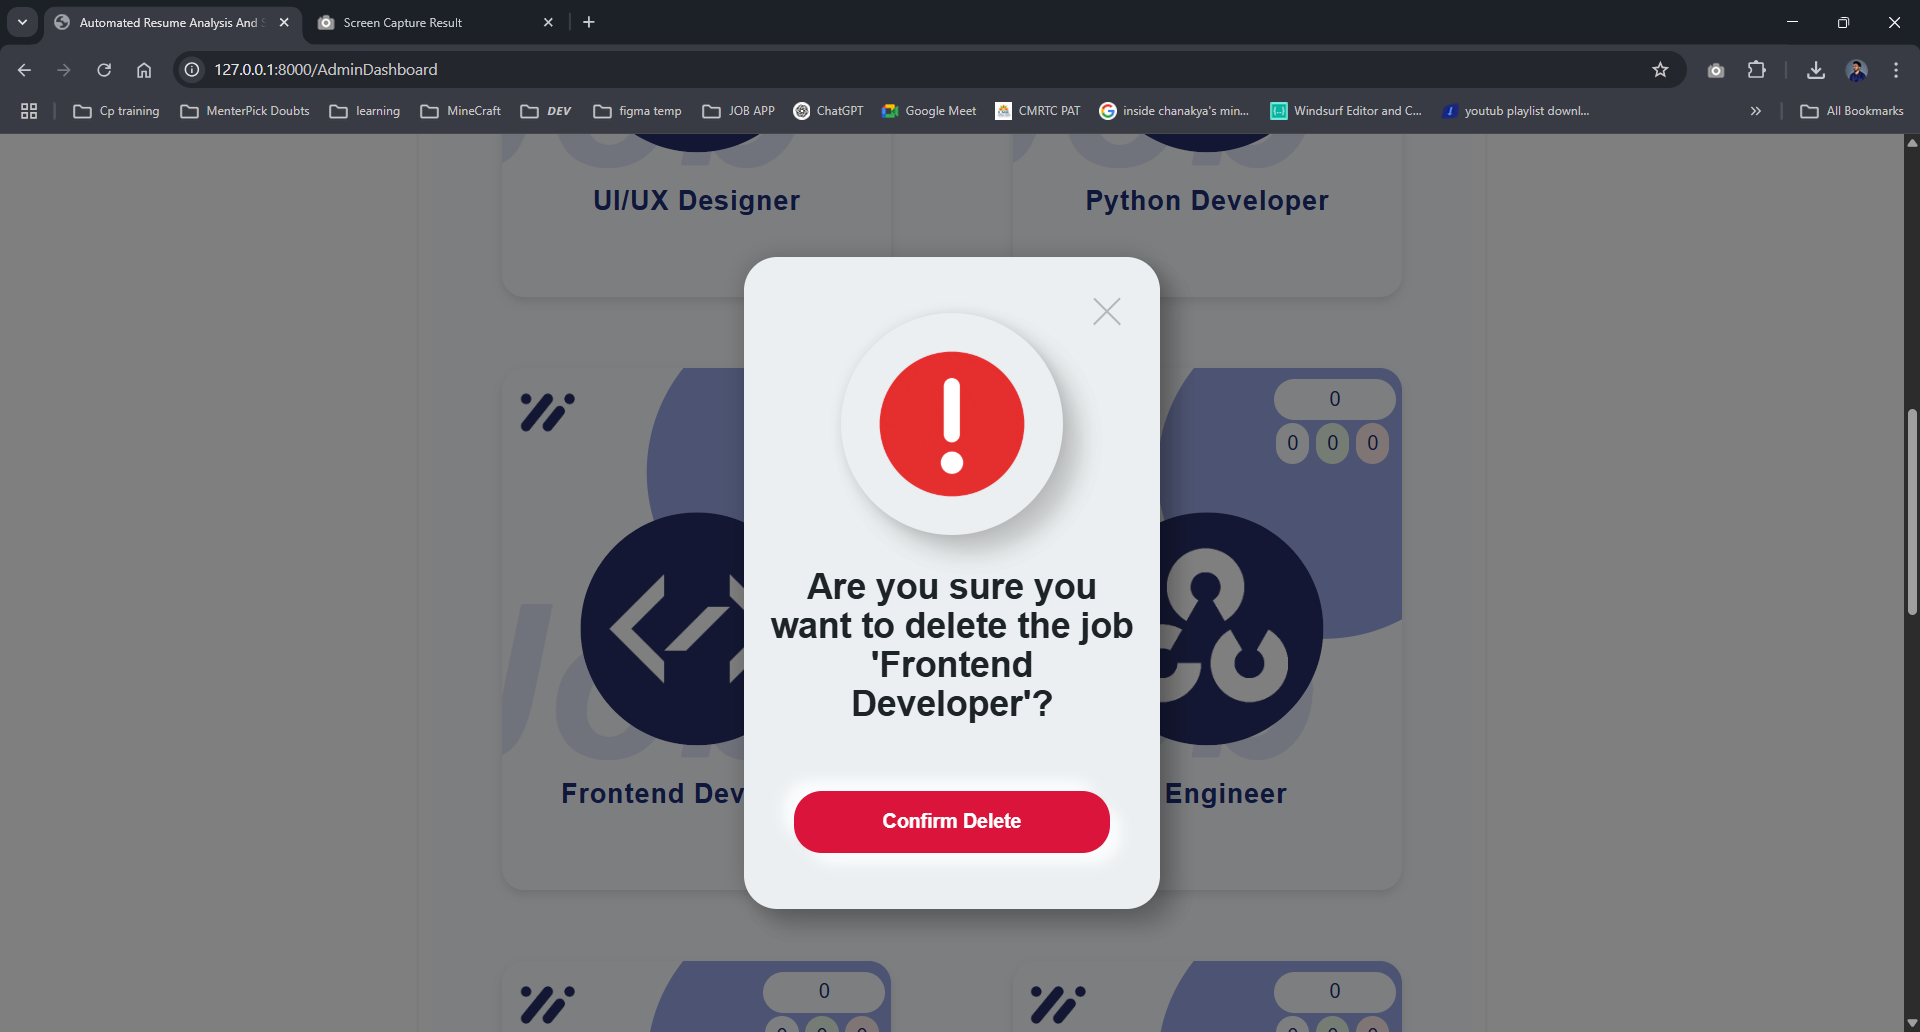 Automated Resume Analysis And
Screen Capture Result
127.0.0.1:8000/AdminDashboard
Cp training
MenterPick Doubts
learning
MineCraft
DEV
figma temp
JOB APP
ChatGPT
Google Meet
CMRTC PAT
inside chanakya's min...
Windsurf Editor and C...
youtub playlist downl...
All Bookmarks
UI/UX Designer
Python Developer
0
0 0 0
Are you sure you
want to delete the job
'Frontend
Developer'?
Frontend Dev
Engineer
Confirm Delete
0
0